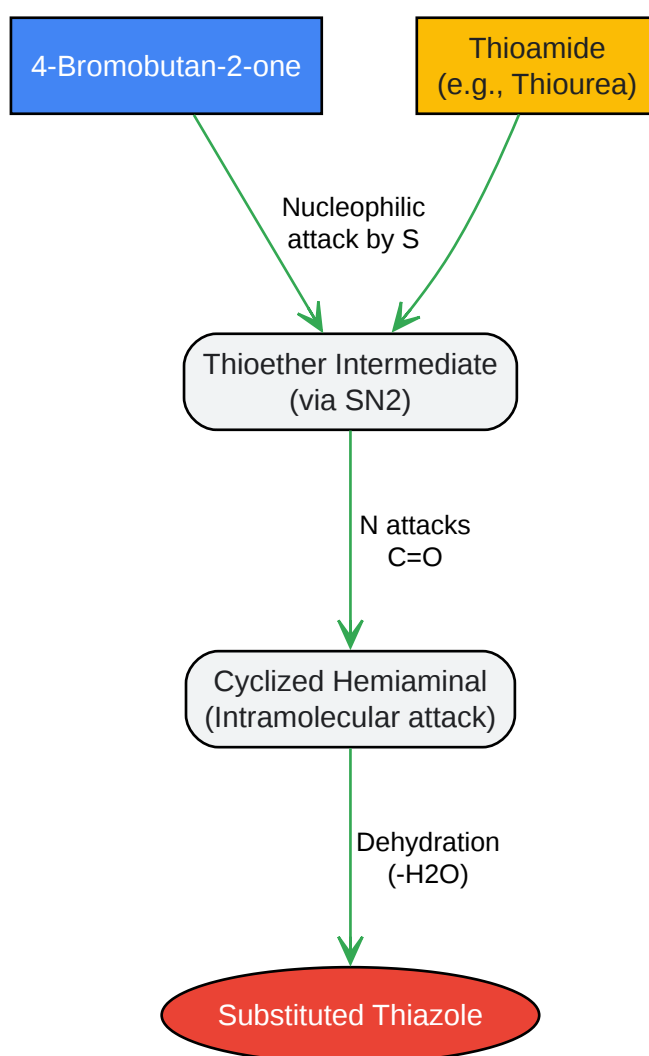 4-Bromobutan-2-one
Thioamide
(e.g., Thiourea)
Nucleophilic
attack by S
Thioether Intermediate
(via SN2)
N attacks
C=O
Cyclized Hemiaminal
(Intramolecular attack)
Dehydration
(-H2O)
Substituted Thiazole